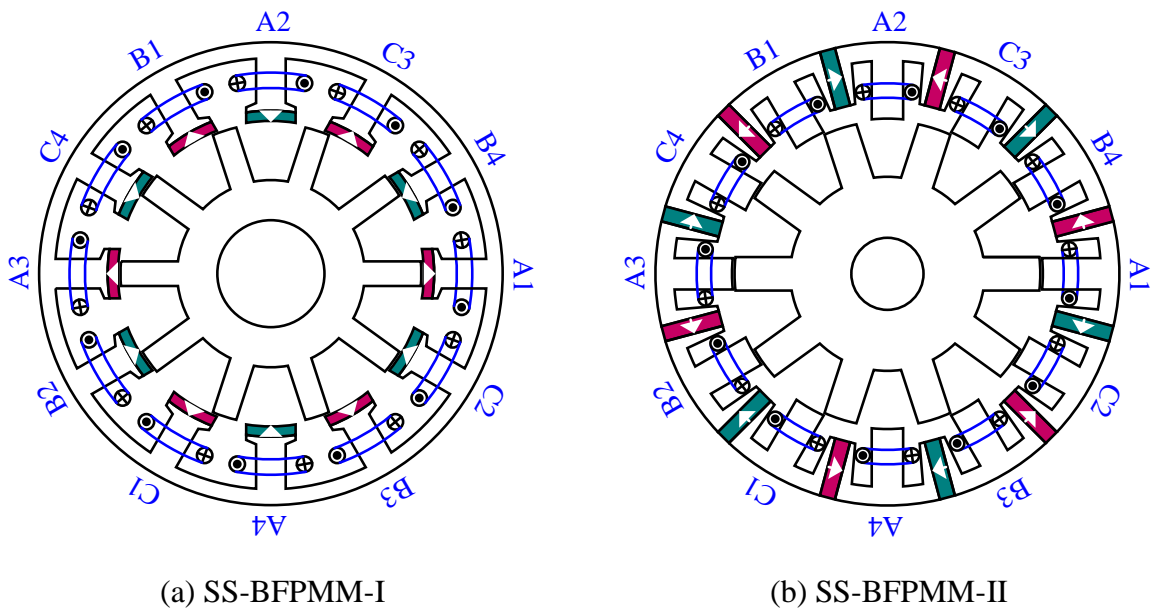 A2
B1
C3
C4
B4
A3
A1
B2
C2
C1
B3
A4
A2
B1
C3
C4
B4
A3
A1
B2
C2
C1
B3
A4
(a) SS-BFPMM-I
(b) SS-BFPMM-II